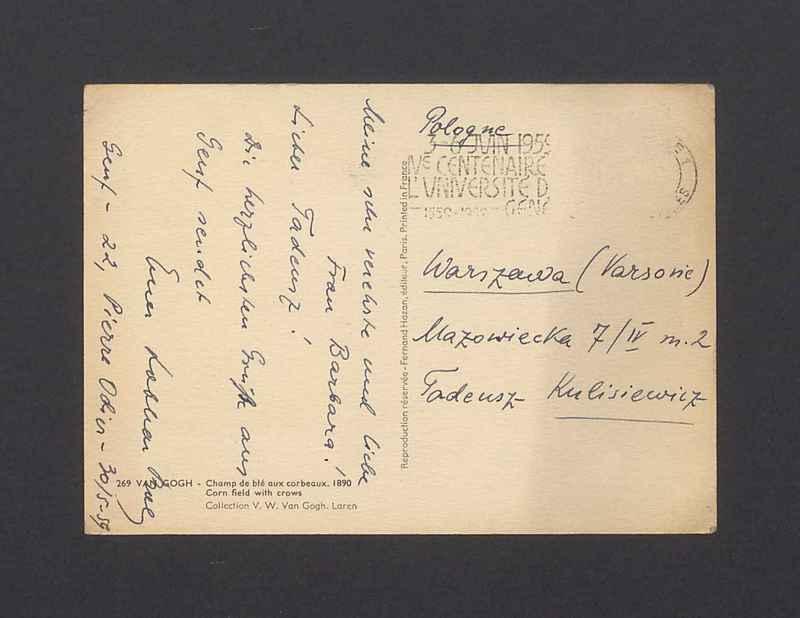 Meine sehr verehrte und liebe
Frau Barbara!
Lieber Tadeusz!
Die herzlichsten Grüße aus
Genf sendet
Euer
Genf - 22, Pierre Odier - 30/5-59
269 VAN GOGH - Champ de blé aux corbeaux. 1890
Corn field with crows
Collection V. W. Van Gogh. Laren
Reproduction réservée - Fernand Hazan, éditeur, Paris. Printed in France
Pologne
3-6 JUIN 1959
IVe CENTENAIRE
L'UNIVERSITE D
1559-1959 GENE
Warszawa (Varsovie)
Mazowiecka 7/IV m. 2
Tadeusz Kulisiewicz